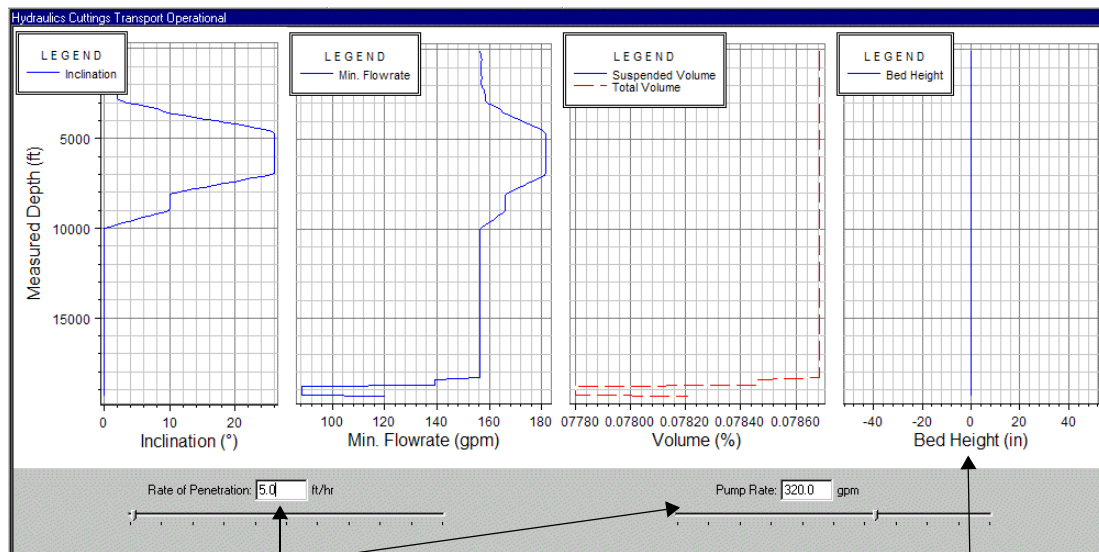 Hydraulics Cuttings Transport Operational
LEGEND
Inclination
LEGEND
Min. Flowrate
LEGEND
Suspended Volume
Total Volume
LEGEND
Bed Height
Measured Depth (ft)
5000
10000
15000
0 10 20
Inclination (°)
100 120 140 160 180
Min. Flowrate (gpm)
07780 0.07800 0.07820 0.07840 0.07860
Volume (%)
-40 -20 0 20 40
Bed Height (in)
Rate of Penetration: 5.0 ft/hr
Pump Rate: 320.0 gpm